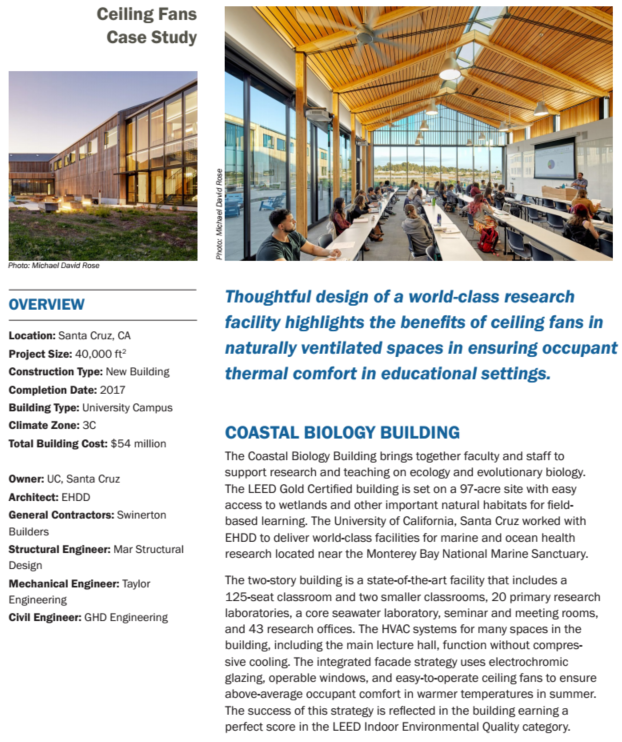 Ceiling Fans
Case Study
Photo: Michael David Rose
Photo: Michael David Rose
OVERVIEW
Location: Santa Cruz, CA
Project Size: 40,000 ft²
Construction Type: New Building
Completion Date: 2017
Building Type: University Campus
Climate Zone: 3C
Total Building Cost: $54 million
Owner: UC, Santa Cruz
Architect: EHDD
General Contractors: Swinerton
Builders
Structural Engineer: Mar Structural
Design
Mechanical Engineer: Taylor
Engineering
Civil Engineer: GHD Engineering
Thoughtful design of a world-class research
facility highlights the benefits of ceiling fans in
naturally ventilated spaces in ensuring occupant
thermal comfort in educational settings.
COASTAL BIOLOGY BUILDING
The Coastal Biology Building brings together faculty and staff to
support research and teaching on ecology and evolutionary biology.
The LEED Gold Certified building is set on a 97-acre site with easy
access to wetlands and other important natural habitats for field-
based learning. The University of California, Santa Cruz worked with
EHDD to deliver world-class facilities for marine and ocean health
research located near the Monterey Bay National Marine Sanctuary.
The two-story building is a state-of-the-art facility that includes a
125-seat classroom and two smaller classrooms, 20 primary research
laboratories, a core seawater laboratory, seminar and meeting rooms,
and 43 research offices. The HVAC systems for many spaces in the
building, including the main lecture hall, function without compres-
sive cooling. The integrated facade strategy uses electrochromic
glazing, operable windows, and easy-to-operate ceiling fans to ensure
above-average occupant comfort in warmer temperatures in summer.
The success of this strategy is reflected in the building earning a
perfect score in the LEED Indoor Environmental Quality category.